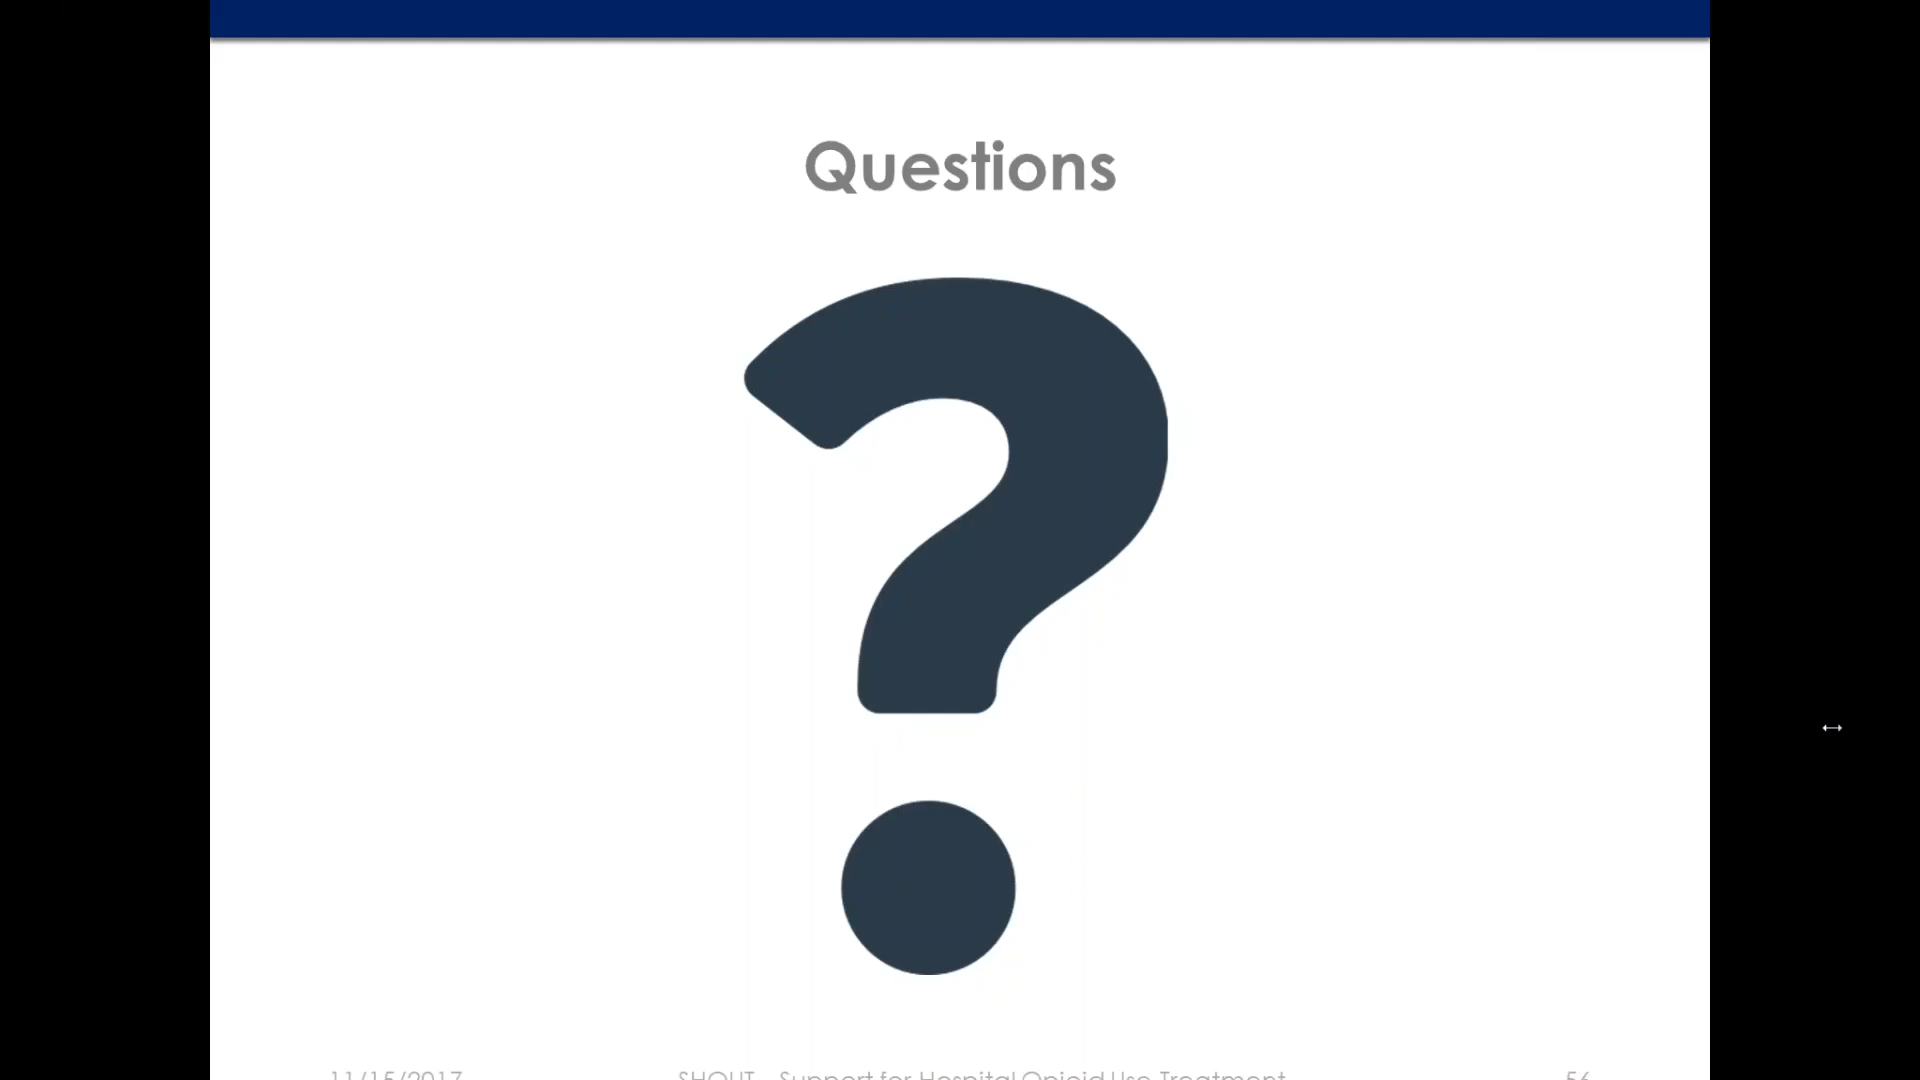 Questions
?
11/15/2017 SHOUT - Support for Hospital Opioid Use Treatment 56